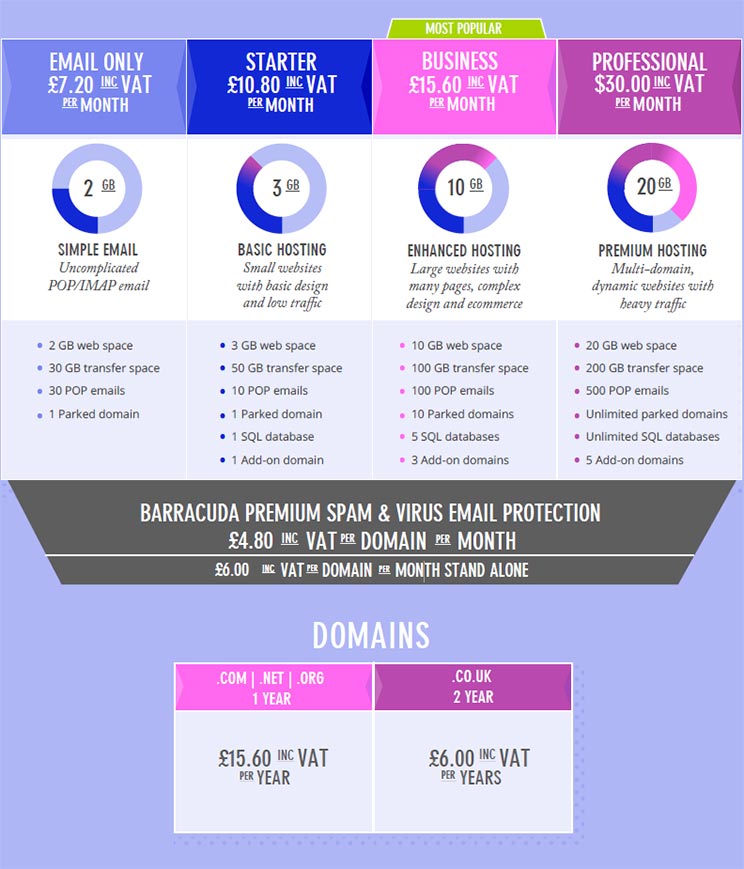 MOST POPULAR
EMAIL ONLY
£7.20 INC VAT
PER MONTH
STARTER
£10.80 INC VAT
PER MONTH
BUSINESS
£15.60 INC VAT
PER MONTH
PROFESSIONAL
$30.00 INC VAT
PER MONTH
2 GB
SIMPLE EMAIL
Uncomplicated
POP/IMAP email
3 GB
BASIC HOSTING
Small websites
with basic design
and low traffic
10 GB
ENHANCED HOSTING
Large websites with
many pages, complex
design and ecommerce
20 GB
PREMIUM HOSTING
Multi-domain,
dynamic websites with
heavy traffic
• 2 GB web space
• 30 GB transfer space
• 30 POP emails
• 1 Parked domain
• 3 GB web space
• 50 GB transfer space
• 10 POP emails
• 1 Parked domain
• 1 SQL database
• 1 Add-on domain
• 10 GB web space
• 100 GB transfer space
• 100 POP emails
• 10 Parked domains
• 5 SQL databases
• 3 Add-on domains
• 20 GB web space
• 200 GB transfer space
• 500 POP emails
• Unlimited parked domains
• Unlimited SQL databases
• 5 Add-on domains
BARRACUDA PREMIUM SPAM & VIRUS EMAIL PROTECTION
£4.80 INC VAT PER DOMAIN PER MONTH
£6.00 INC VAT PER DOMAIN PER MONTH STAND ALONE
DOMAINS
.COM | .NET | .ORG
1 YEAR
£15.60 INC VAT
PER YEAR
.CO.UK
2 YEAR
£6.00 INC VAT
PER YEARS